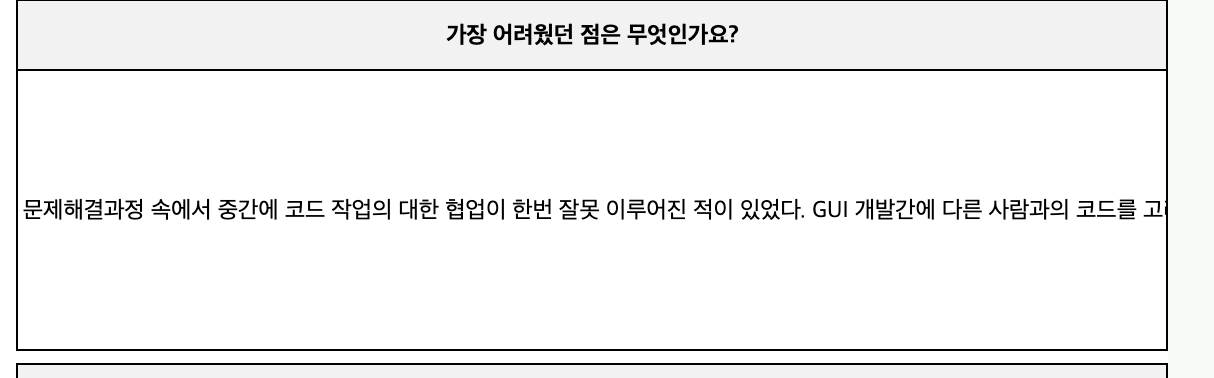 가장 어려웠던 점은 무엇인가요?
문제해결과정 속에서 중간에 코드 작업의 대한 협업이 한번 잘못 이루어진 적이 있었다. GUI 개발간에 다른 사람과의 코드를